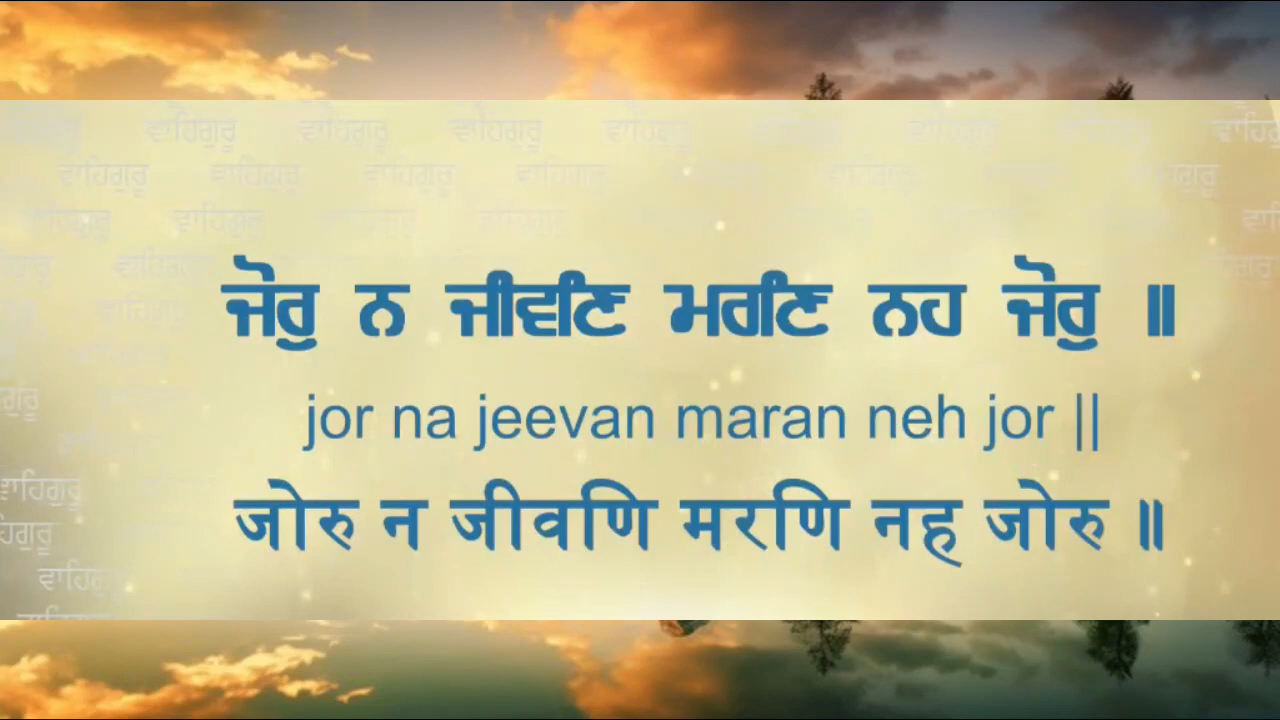 ਵਾਹਿਗੁਰੂ ਵਾਹਿਗੁਰੂ ਵਾਹਿਗੁਰੂ ਵਾਹਿਗੁਰੂ ਵਾਹਿਗੁਰੂ ਵਾਹਿਗੁਰੂ ਵਾਹਿਗੁਰੂ
ਵਾਹਿਗੁਰੂ ਵਾਹਿਗੁਰੂ ਵਾਹਿਗੁਰੂ ਵਾਹਿਗੁਰੂ
ਜੋਰੁ ਨ ਜੀਵਣਿ ਮਰਣਿ ਨਹ ਜੋਰੁ ॥
jor na jeevan maran neh jor ||
जोरु न जीवणि मरणि नह जोरु ॥
ਵਾਹਿਗੁਰੂ